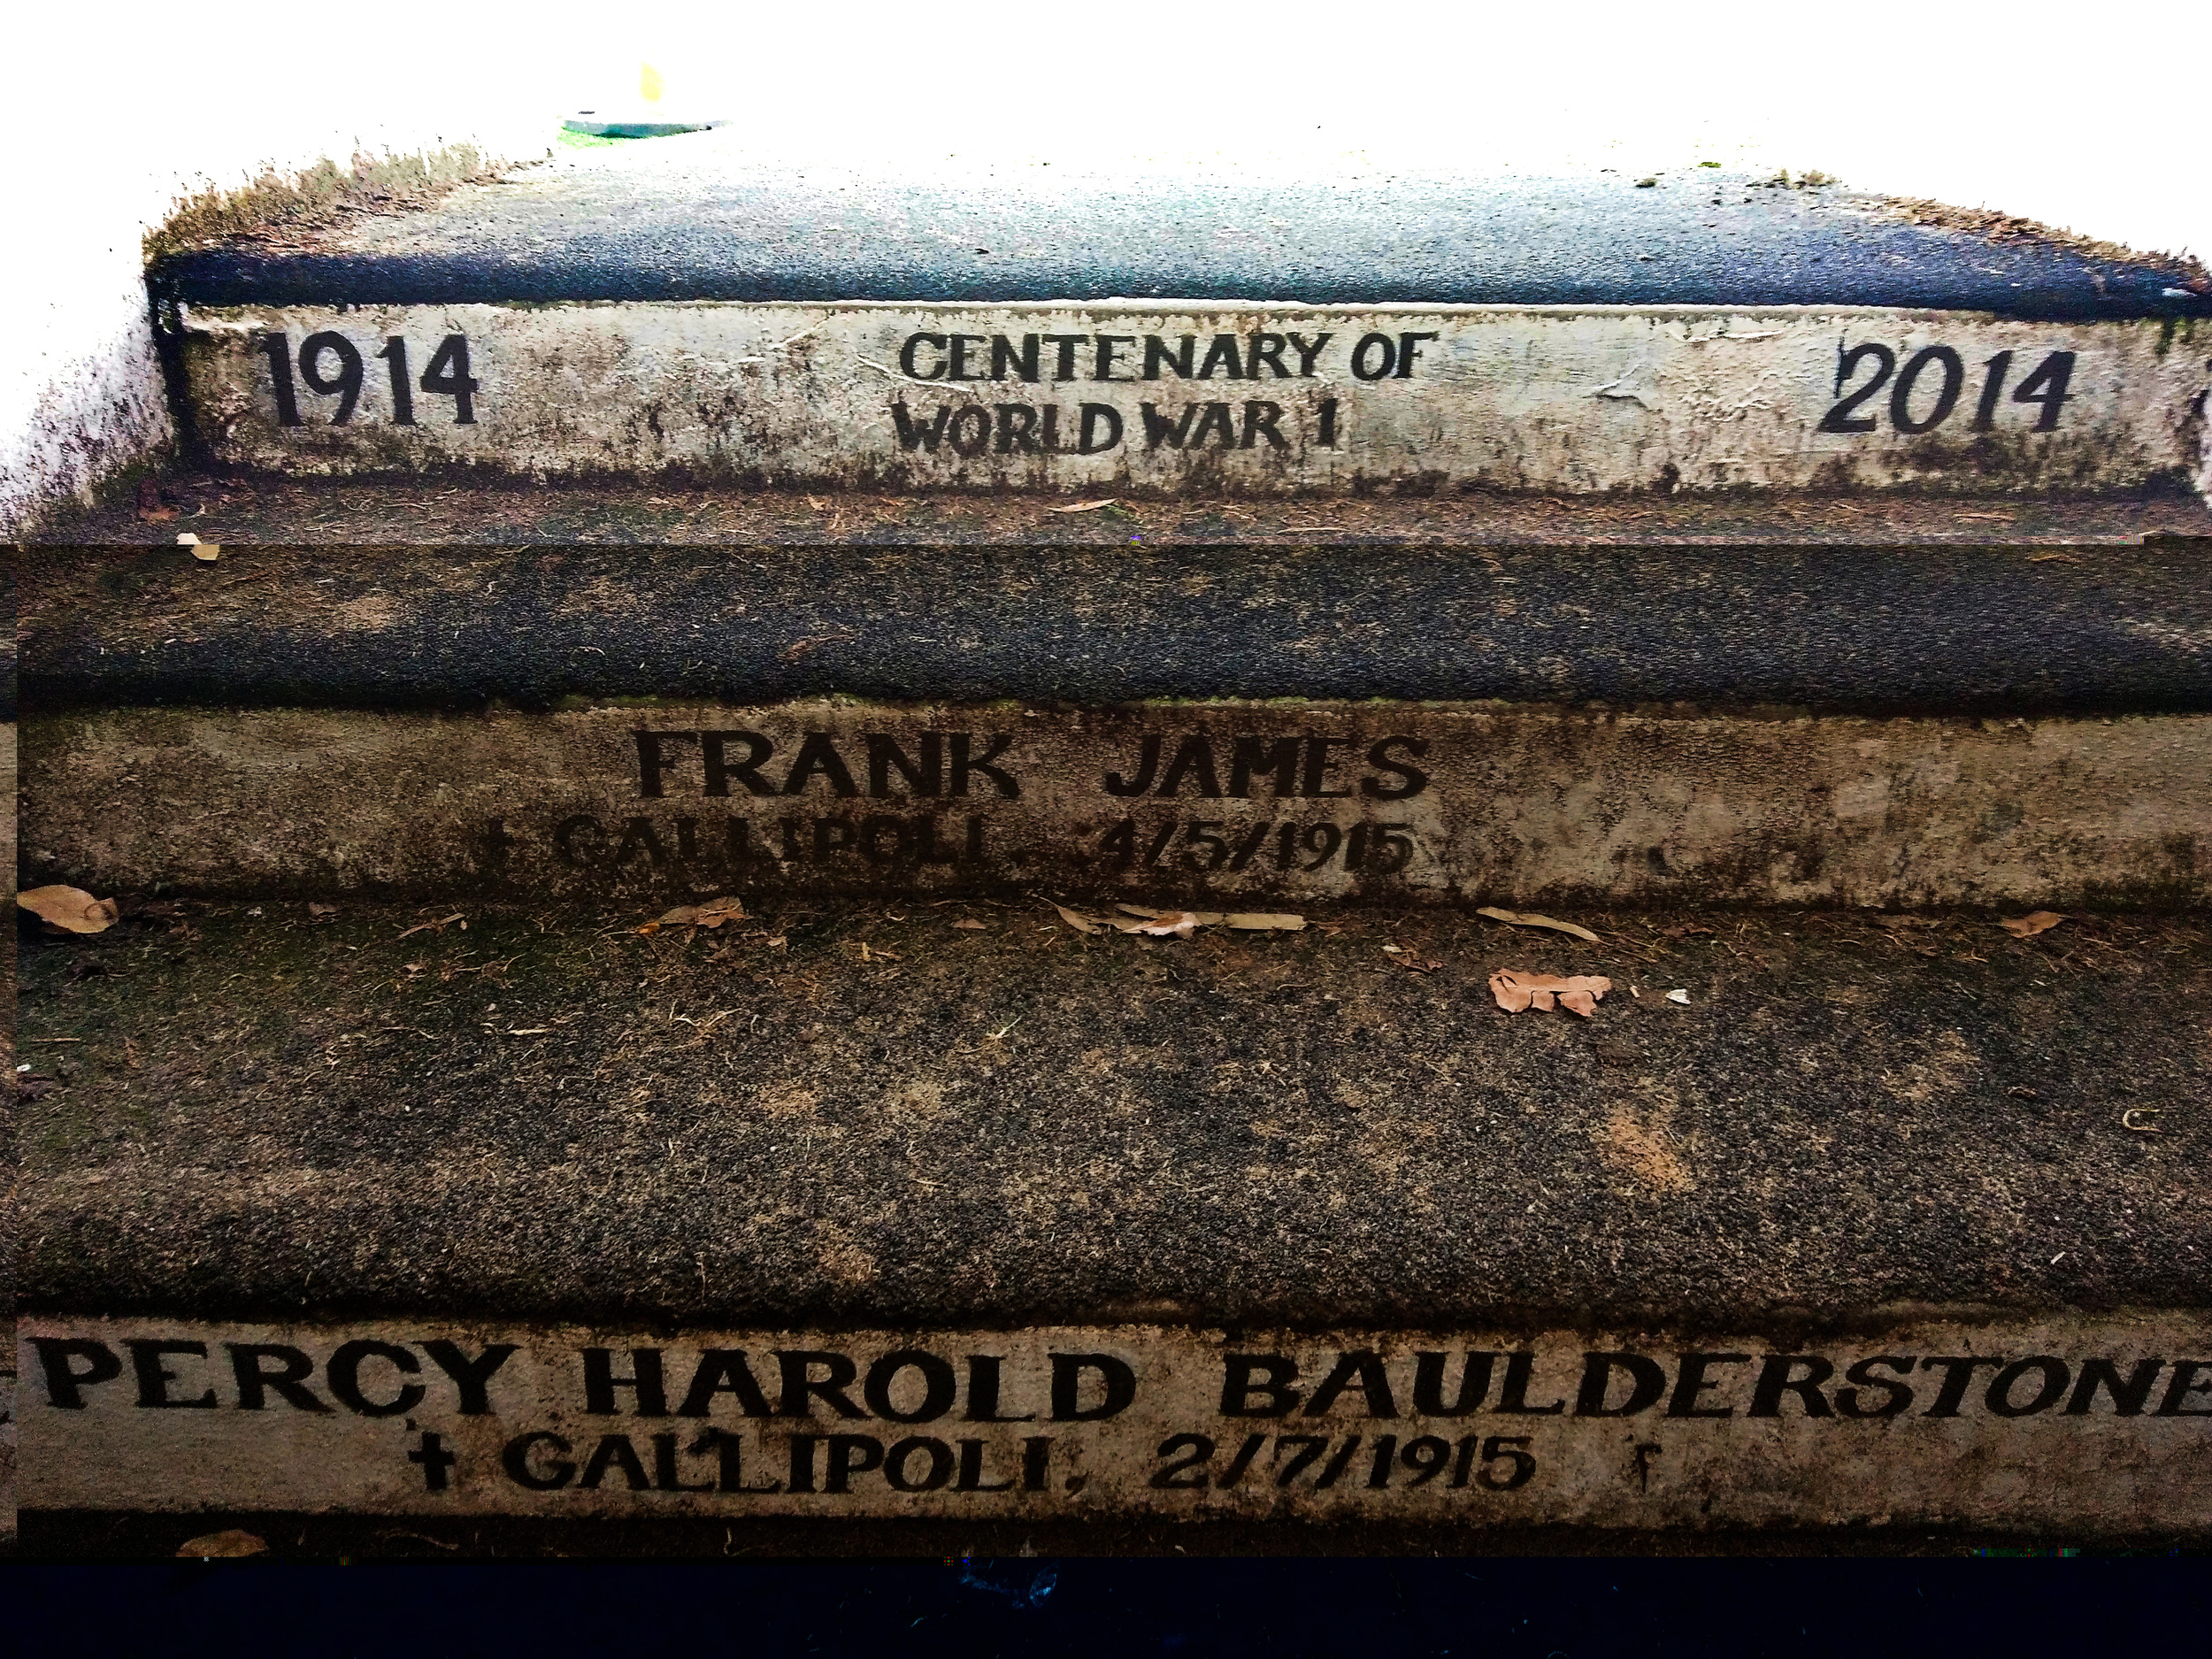 1914 CENTENARY OF 2014
WORLD WAR 1
FRANK JAMES
† GALLIPOLI, 4/5/1915
PERCY HAROLD BAULDERSTONE
† GALLIPOLI, 2/7/1915